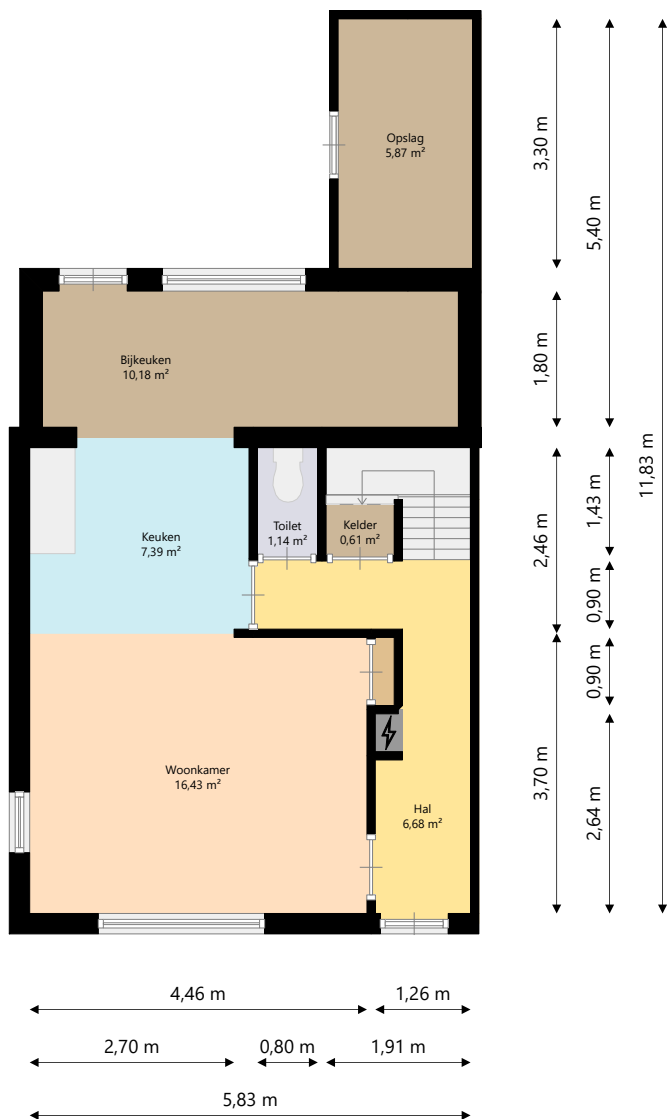 Opslag
5,87 m²
3,30 m
5,40 m
Bijkeuken
10,18 m²
1,80 m
11,83 m
Keuken
7,39 m²
Toilet
1,14 m²
Kelder
0,61 m²
2,46 m
1,43 m
0,90 m
0,90 m
Woonkamer
16,43 m²
Hal
6,68 m²
3,70 m
2,64 m
4,46 m
1,26 m
2,70 m
0,80 m
1,91 m
5,83 m